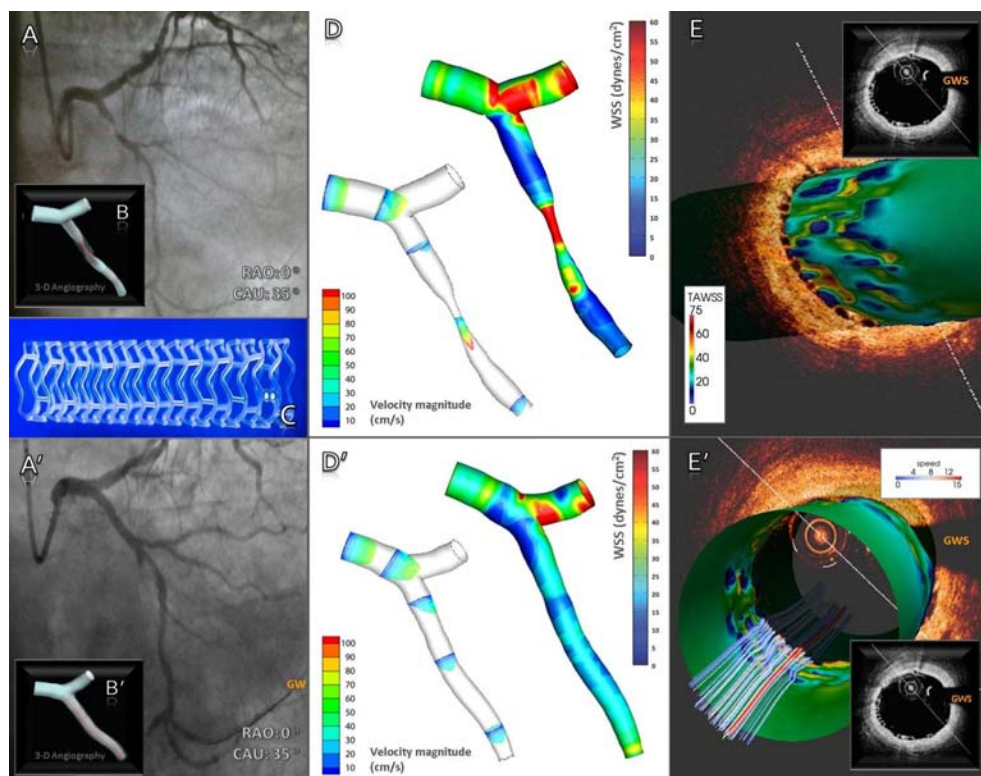 A
B
3-D Angiography
RAO: 0 º
CAU: 35 º
C
D
WSS (dynes/cm²)
60
55
50
45
40
35
30
25
20
15
10
5
0
100
90
80
70
60
50
40
30
20
10
Velocity magnitude
(cm/s)
E
GWS
TAWSS
75
60
40
20
0
A'
GW
B'
3-D Angiography
RAO: 0 º
CAU: 35 º
D'
WSS (dynes/cm²)
60
55
50
45
40
35
30
25
20
15
10
5
0
100
90
80
70
60
50
40
30
20
10
Velocity magnitude
(cm/s)
E'
speed
4 8 12
0 15
GWS
GWS